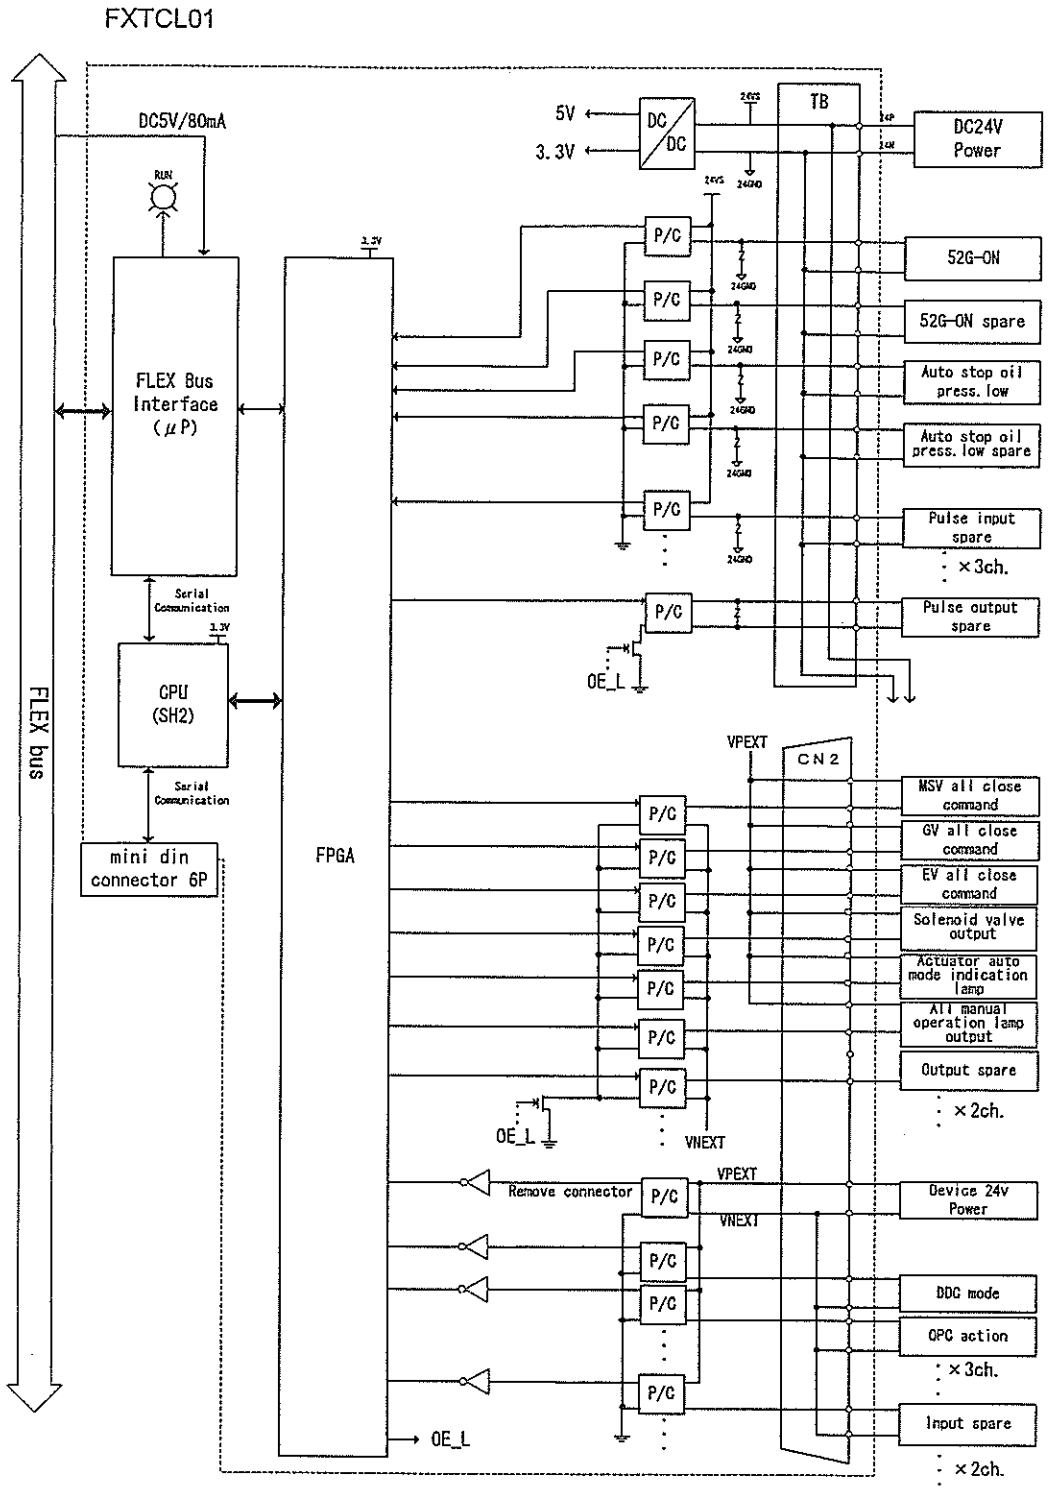 FXTCL01
DC5V/80mA
5V
3.3V
DC
DC
24VS
TB
24P
24N
DC24V
Power
RUN
24GND
24VS
3.3V
P/C
52G-ON
Z
24GND
P/C
52G-ON spare
Z
24GND
P/C
Auto stop oil
press.low
Z
24GND
FLEX Bus
Interface
(μP)
P/C
Auto stop oil
press.low spare
Z
24GND
P/C
Pulse input
spare
Z
24GND
×3ch.
Serial
Communication
P/C
Pulse output
spare
Z
3.3V
OE_L
CPU
(SH2)
FLEX bus
VPEXT
CN2
Serial
Communication
MSV all close
command
P/C
GV all close
command
mini din
connector 6P
FPGA
P/C
EV all close
command
P/C
Solenoid valve
output
P/C
Actuator auto
mode indication
lamp
P/C
All manual
operation lamp
output
P/C
Output spare
P/C
×2ch.
OE_L
VNEXT
VPEXT
Remove connector
P/C
Device 24v
Power
VNEXT
P/C
DDC mode
P/C
OPC action
×3ch.
P/C
Input spare
OE_L
×2ch.